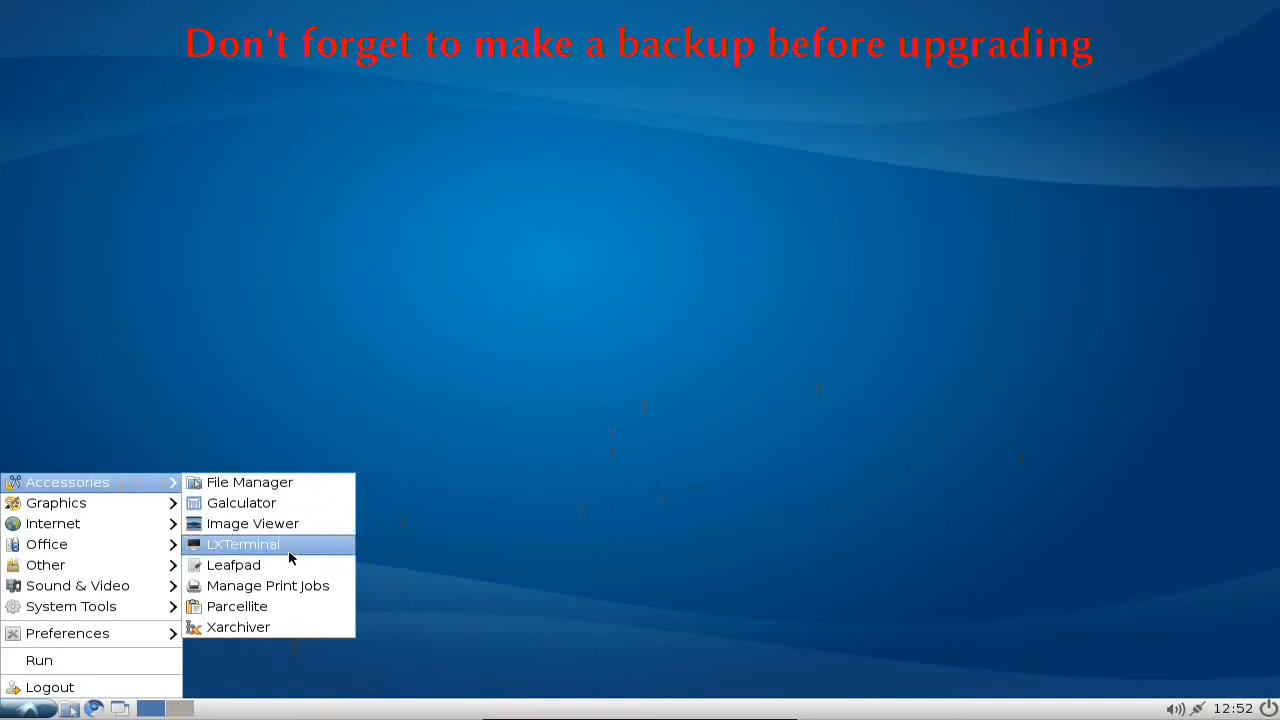 Don't forget to make a backup before upgrading
Accessories
Graphics
Internet
Office
Other
Sound & Video
System Tools
Preferences
Run
Logout
File Manager
Galculator
Image Viewer
LXTerminal
Leafpad
Manage Print Jobs
Parcellite
Xarchiver
12:52